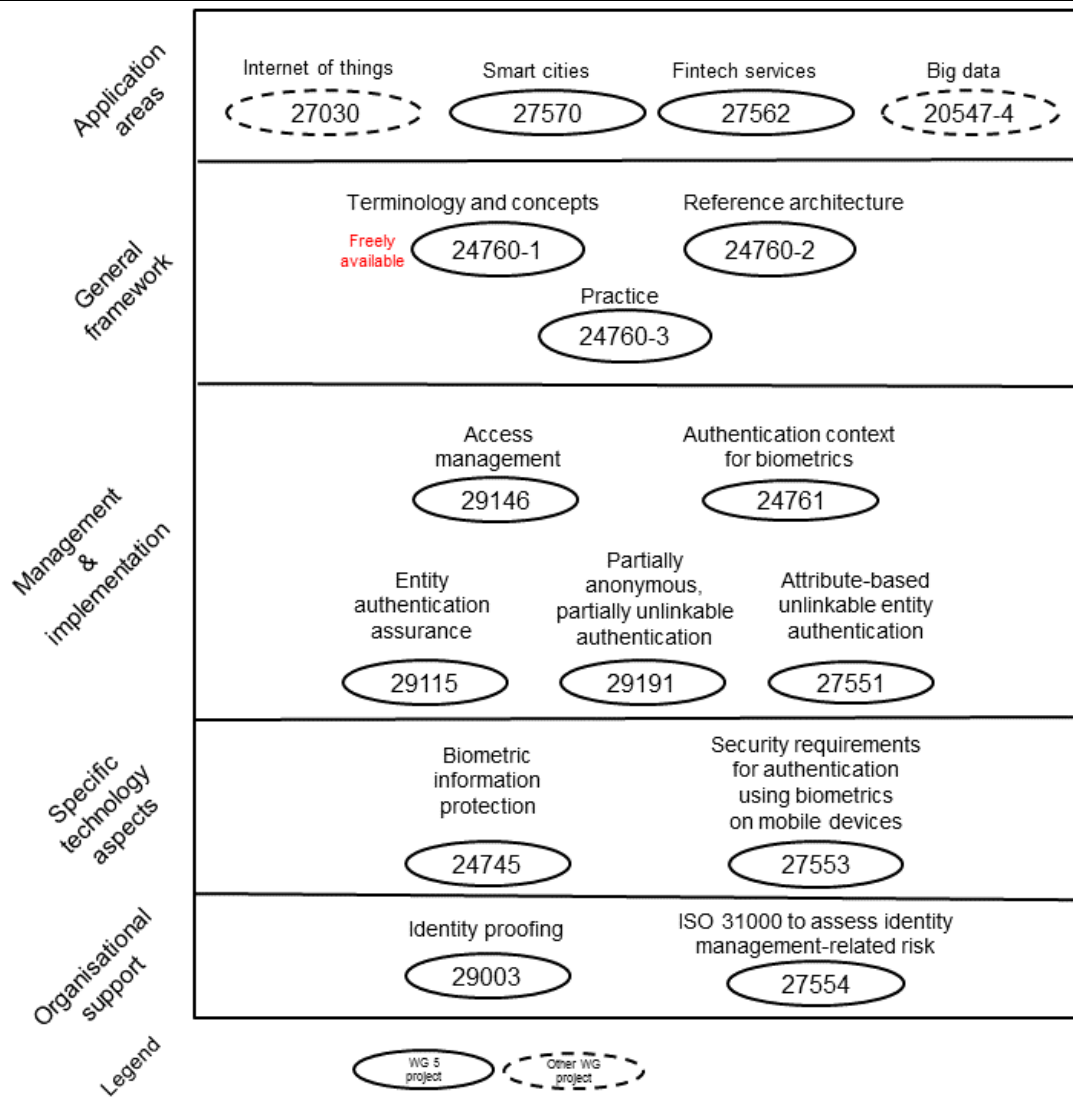 Application
areas
Internet of things
27030
Smart cities
27570
Fintech services
27562
Big data
20547-4
General
framework
Terminology and concepts
Freely
available
24760-1
Reference architecture
24760-2
Practice
24760-3
Management
&
implementation
Access
management
29146
Authentication context
for biometrics
24761
Entity
authentication
assurance
29115
Partially
anonymous,
partially unlinkable
authentication
29191
Attribute-based
unlinkable entity
authentication
27551
Specific
technology
aspects
Biometric
information
protection
24745
Security requirements
for authentication
using biometrics
on mobile devices
27553
Organisational
support
Identity proofing
29003
ISO 31000 to assess identity
management-related risk
27554
Legend
WG 5
project
Other WG
project